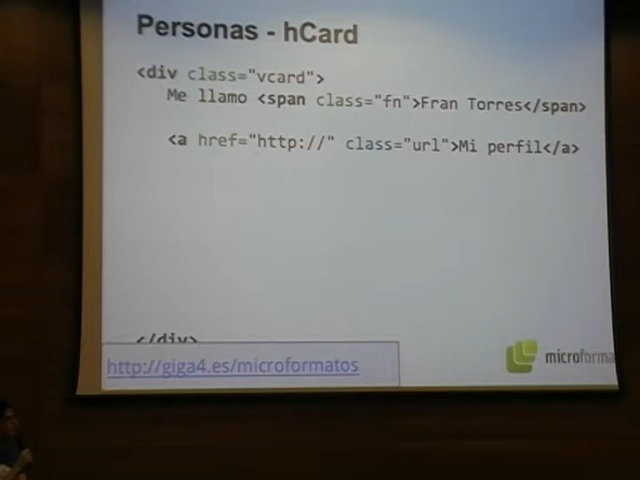 Personas - hCard
<div class="vcard">
Me llamo <span class="fn">Fran Torres</span>
<a href="http://" class="url">Mi perfil</a>
</div>
http://giga4.es/microformatos
microforma